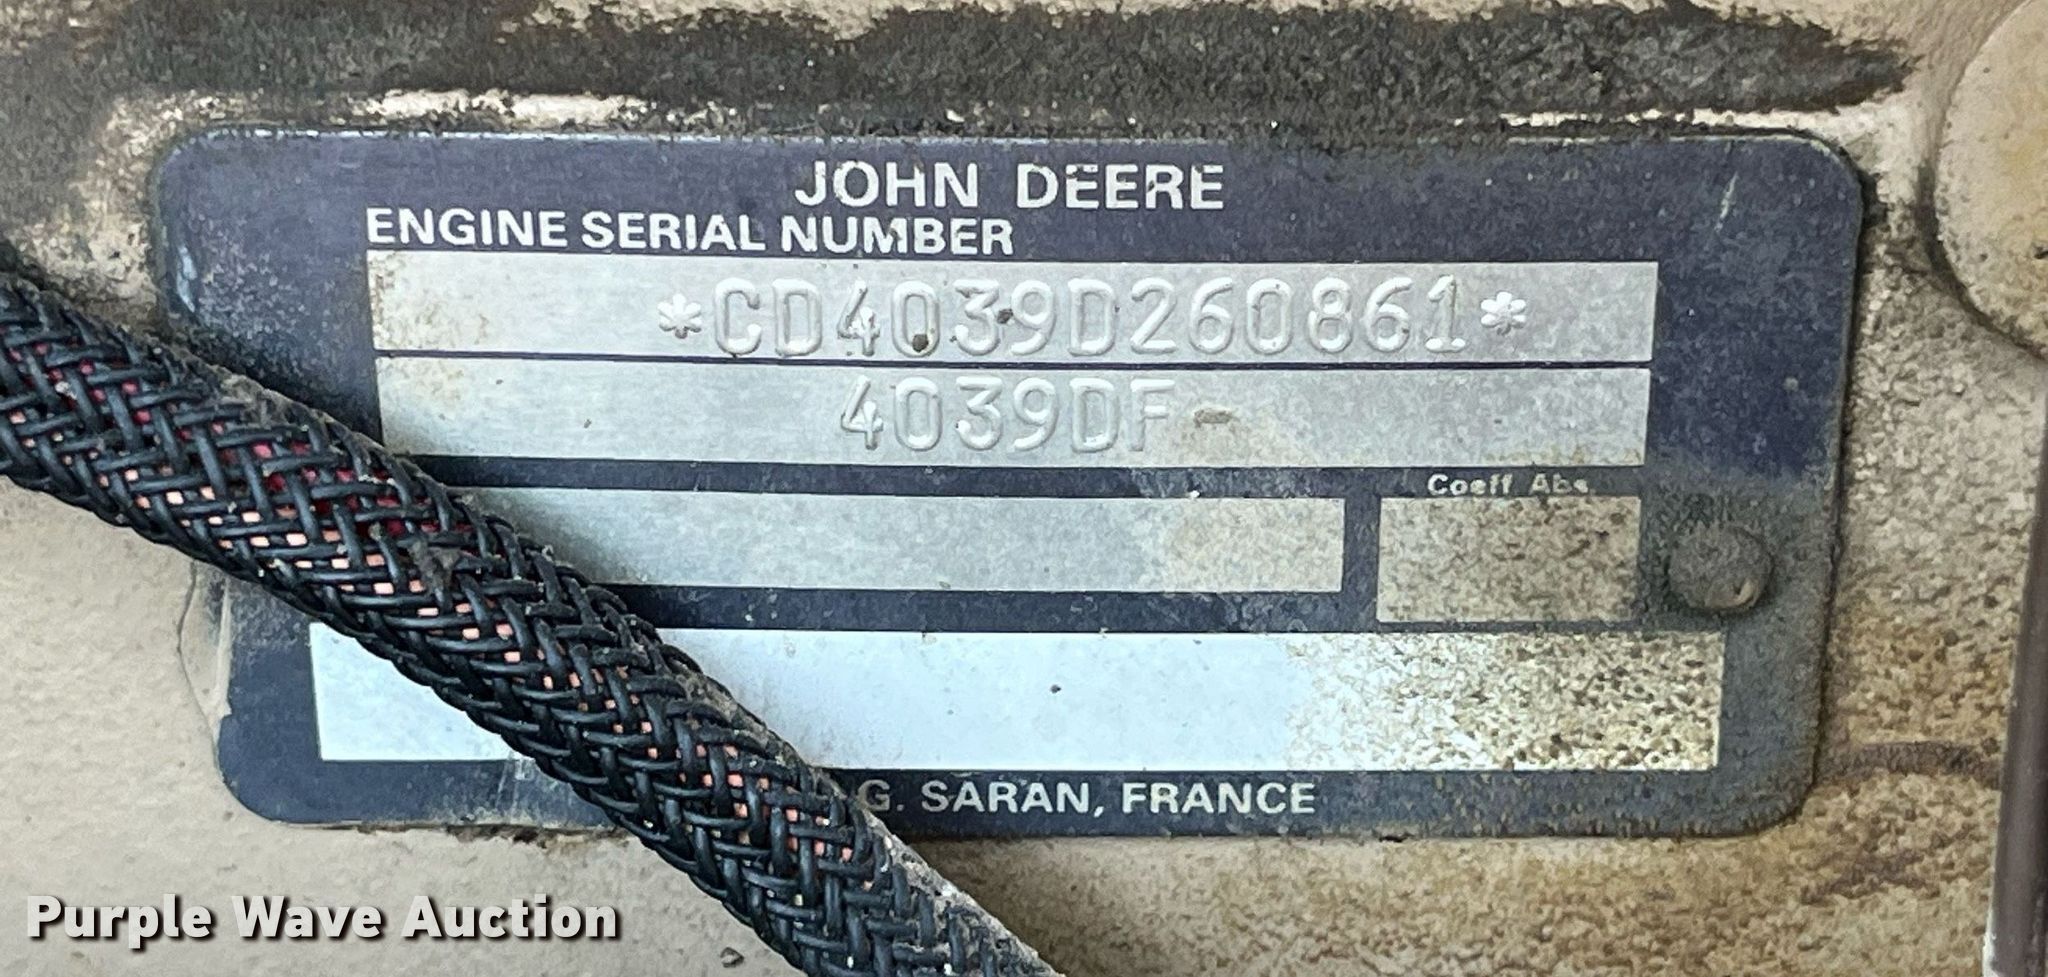 JOHN DEERE
ENGINE SERIAL NUMBER
*CD4039D260861*
4039DF-
Coeff Abs.
G. SARAN, FRANCE
Purple Wave Auction